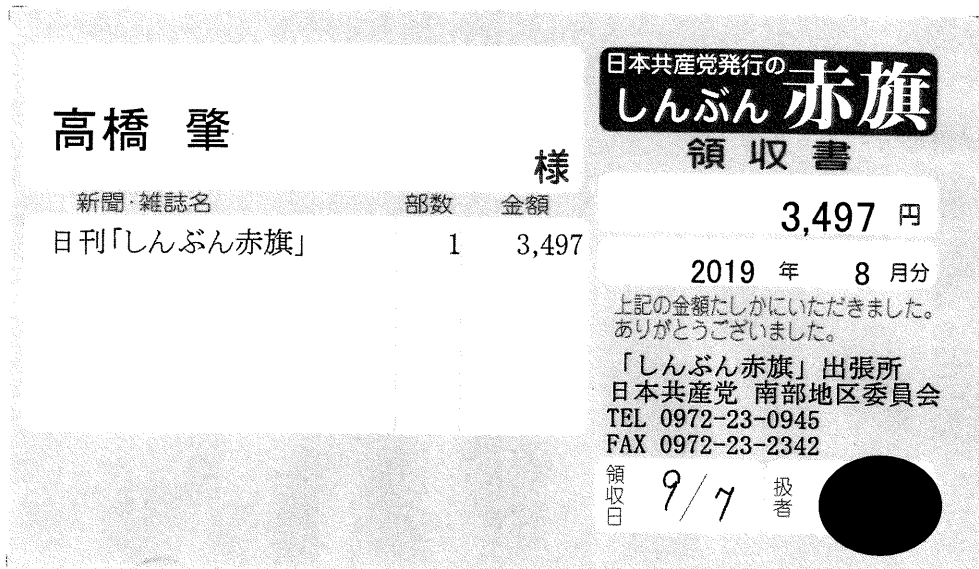 高橋 肇
様
新聞・雑誌名 部数 金額
日刊「しんぶん赤旗」 1 3,497
日本共産党発行の
しんぶん 赤旗
領収書
3,497 円
2019 年 8 月分
上記の金額たしかにいただきました。
ありがとうございました。
「しんぶん赤旗」出張所
日本共産党 南部地区委員会
TEL 0972-23-0945
FAX 0972-23-2342
領収日 9/7 扱者